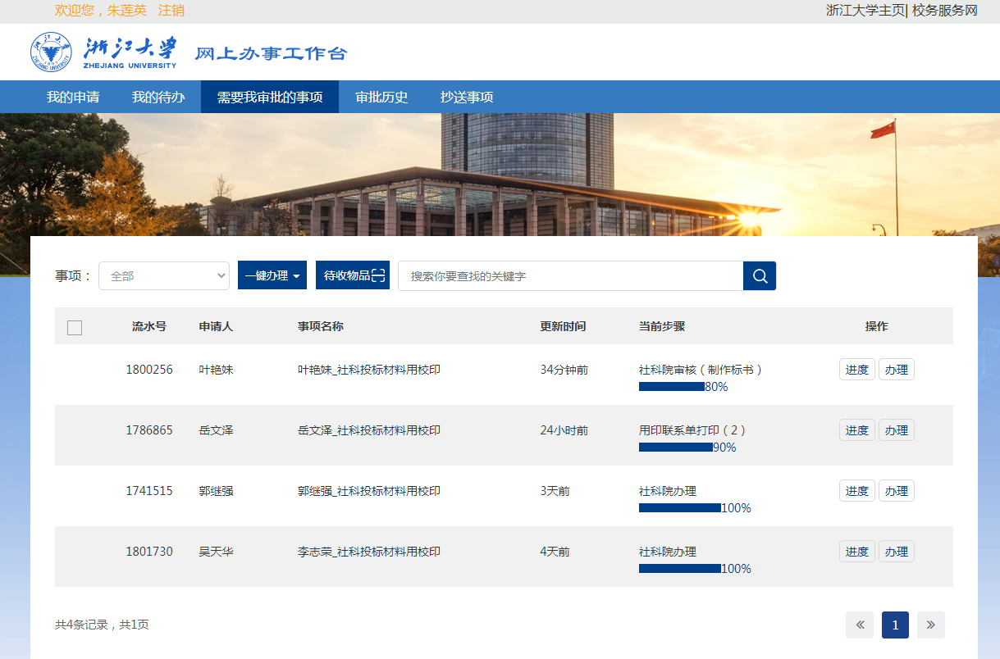 欢迎您，朱莲英 注销 浙江大学主页| 校务服务网
浙江大学
ZHEJIANG UNIVERSITY
网上办事工作台
我的申请 我的待办 需要我审批的事项 审批历史 抄送事项
事项： 全部 一键办理 待收物品 搜索你要查找的关键字
流水号 申请人 事项名称 更新时间 当前步骤 操作
1800256 叶艳妹 叶艳妹_社科投标材料用校印 34分钟前 社科院审核（制作标书） 进度 办理
80%
1786865 岳文泽 岳文泽_社科投标材料用校印 24小时前 用印联系单打印（2） 进度 办理
90%
1741515 郭继强 郭继强_社科投标材料用校印 3天前 社科院办理 进度 办理
100%
1801730 吴天华 李志荣_社科投标材料用校印 4天前 社科院办理 进度 办理
100%
共4条记录，共1页 « 1 »